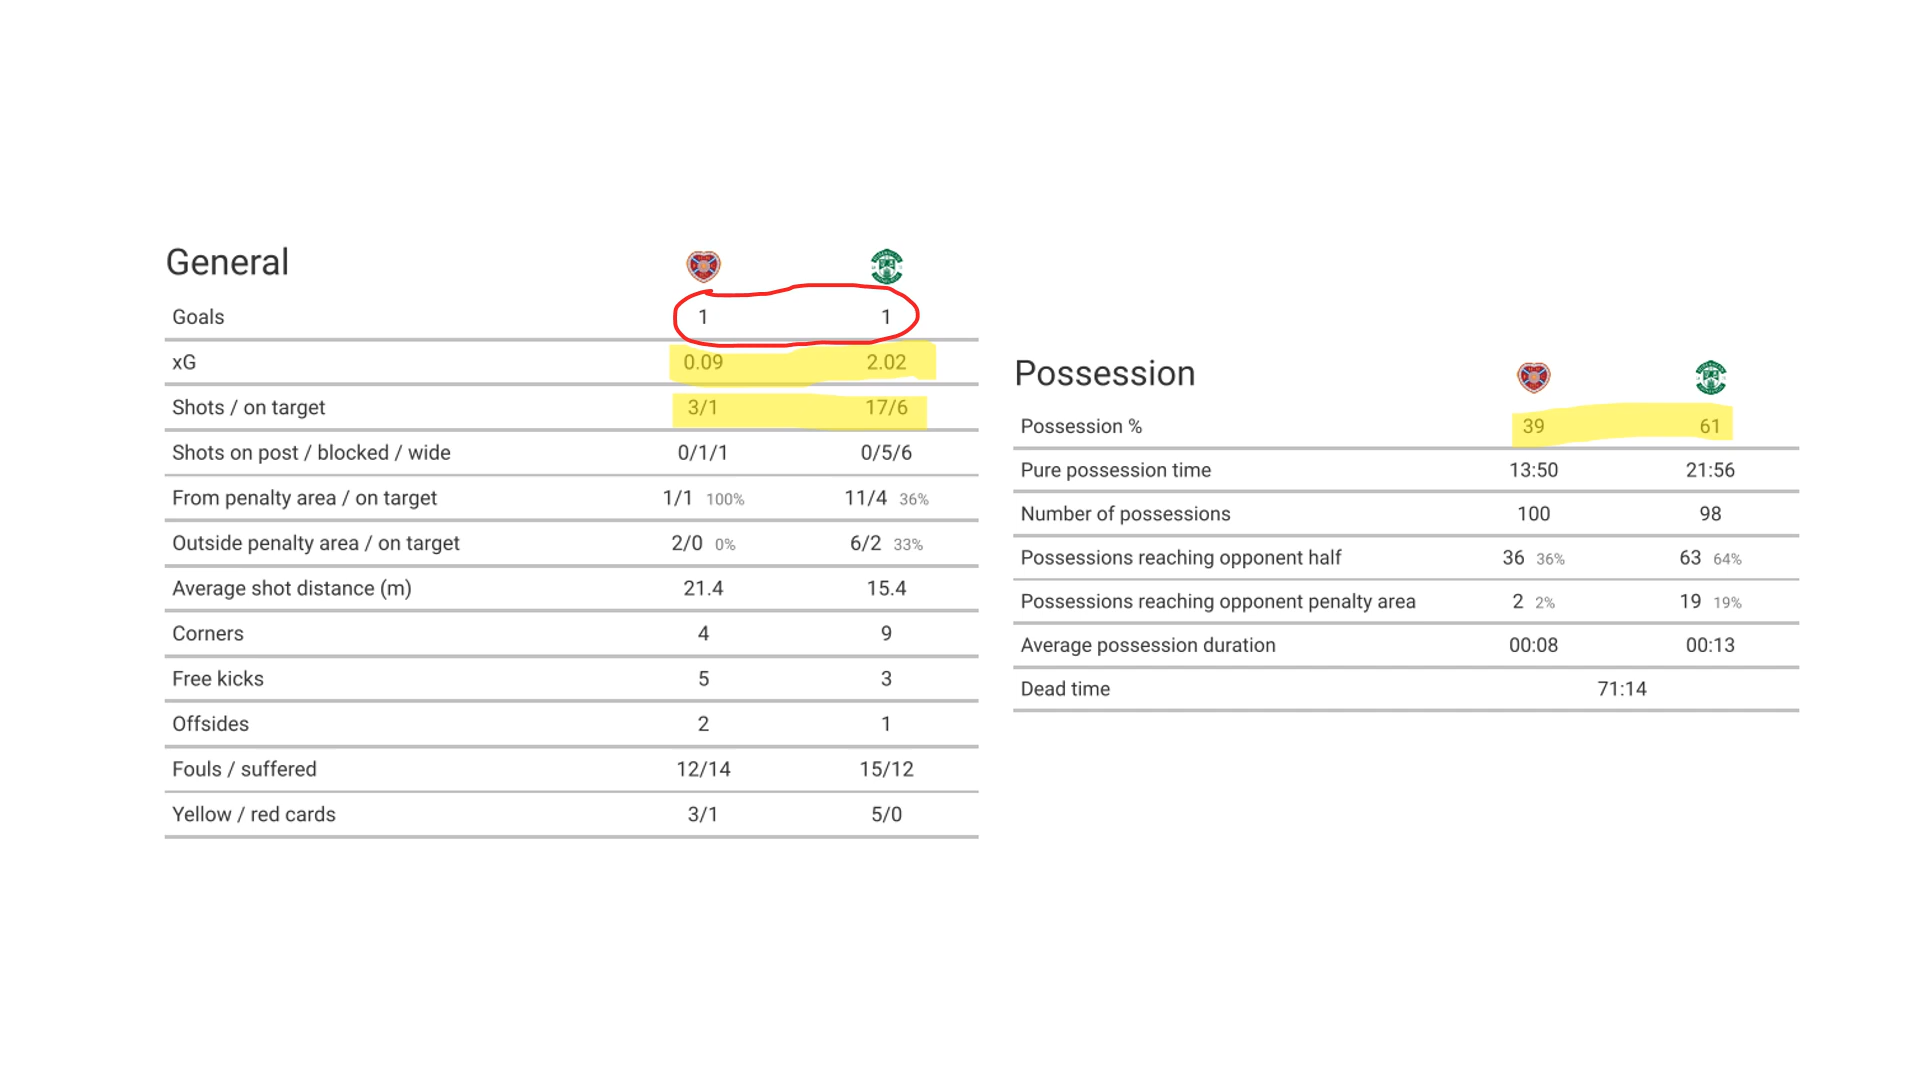 General
Goals 1 1
xG 0.09 2.02
Shots / on target 3/1 17/6
Shots on post / blocked / wide 0/1/1 0/5/6
From penalty area / on target 1/1 100% 11/4 36%
Outside penalty area / on target 2/0 0% 6/2 33%
Average shot distance (m) 21.4 15.4
Corners 4 9
Free kicks 5 3
Offsides 2 1
Fouls / suffered 12/14 15/12
Yellow / red cards 3/1 5/0
Possession
Possession % 39 61
Pure possession time 13:50 21:56
Number of possessions 100 98
Possessions reaching opponent half 36 36% 63 64%
Possessions reaching opponent penalty area 2 2% 19 19%
Average possession duration 00:08 00:13
Dead time 71:14